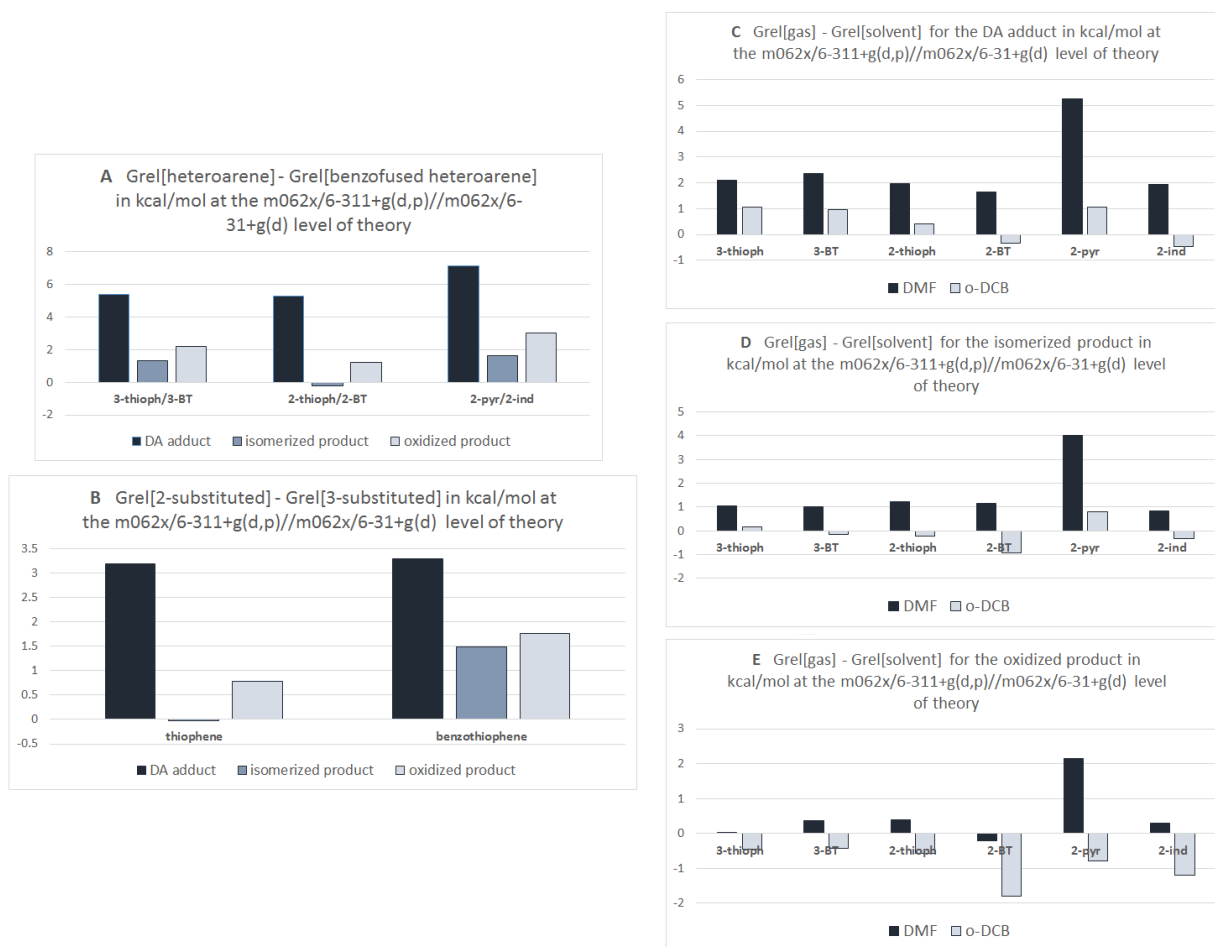 A Grel[heteroarene] - Grel[benzofused heteroarene]
in kcal/mol at the m062x/6-311+g(d,p)//m062x/6-
31+g(d) level of theory
8
6
4
2
0
-2
3-thioph/3-BT 2-thioph/2-BT 2-pyr/2-ind
DA adduct isomerized product oxidized product
B Grel[2-substituted] - Grel[3-substituted] in kcal/mol at
the m062x/6-311+g(d,p)//m062x/6-31+g(d) level of theory
3.5
3
2.5
2
1.5
1
0.5
0
-0.5
thiophene benzothiophene
DA adduct isomerized product oxidized product
C Grel[gas] - Grel[solvent] for the DA adduct in kcal/mol at
the m062x/6-311+g(d,p)//m062x/6-31+g(d) level of theory
6
5
4
3
2
1
0
-1
3-thioph 3-BT 2-thioph 2-BT 2-pyr 2-ind
DMF o-DCB
D Grel[gas] - Grel[solvent] for the isomerized product in
kcal/mol at the m062x/6-311+g(d,p)//m062x/6-31+g(d) level
of theory
5
4
3
2
1
0
-1
-2
3-thioph 3-BT 2-thioph 2-BT 2-pyr 2-ind
DMF o-DCB
E Grel[gas] - Grel[solvent] for the oxidized product in
kcal/mol at the m062x/6-311+g(d,p)//m062x/6-31+g(d) level
of theory
3
2
1
0
-1
-2
3-thioph 3-BT 2-thioph 2-BT 2-pyr 2-ind
DMF o-DCB